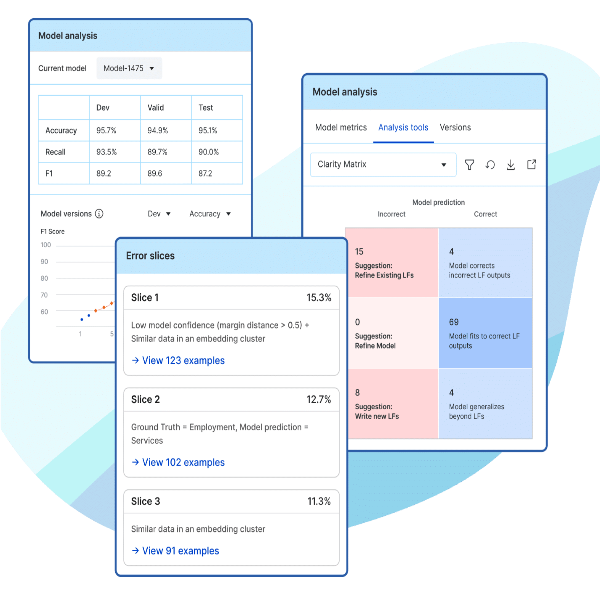 Model analysis
Current model Model-1475
Dev Valid Test
Accuracy 95.7% 94.9% 95.1%
Recall 93.5% 89.7% 90.0%
F1 89.2 89.6 87.2
Model versions Dev Accuracy
F1 Score
100
90
80
70
60
1 5
Model analysis
Model metrics Analysis tools Versions
Clarity Matrix
Model prediction
Incorrect Correct
15
Suggestion:
Refine Existing LFs
4
Model corrects
incorrect LF outputs
0
Suggestion:
Refine Model
69
Model fits to correct LF
outputs
8
Suggestion:
Write new LFs
4
Model generalizes
beyond LFs
Error slices
Slice 1 15.3%
Low model confidence (margin distance > 0.5) +
Similar data in an embedding cluster
→ View 123 examples
Slice 2 12.7%
Ground Truth = Employment, Model prediction =
Services
→ View 102 examples
Slice 3 11.3%
Similar data in an embedding cluster
→ View 91 examples